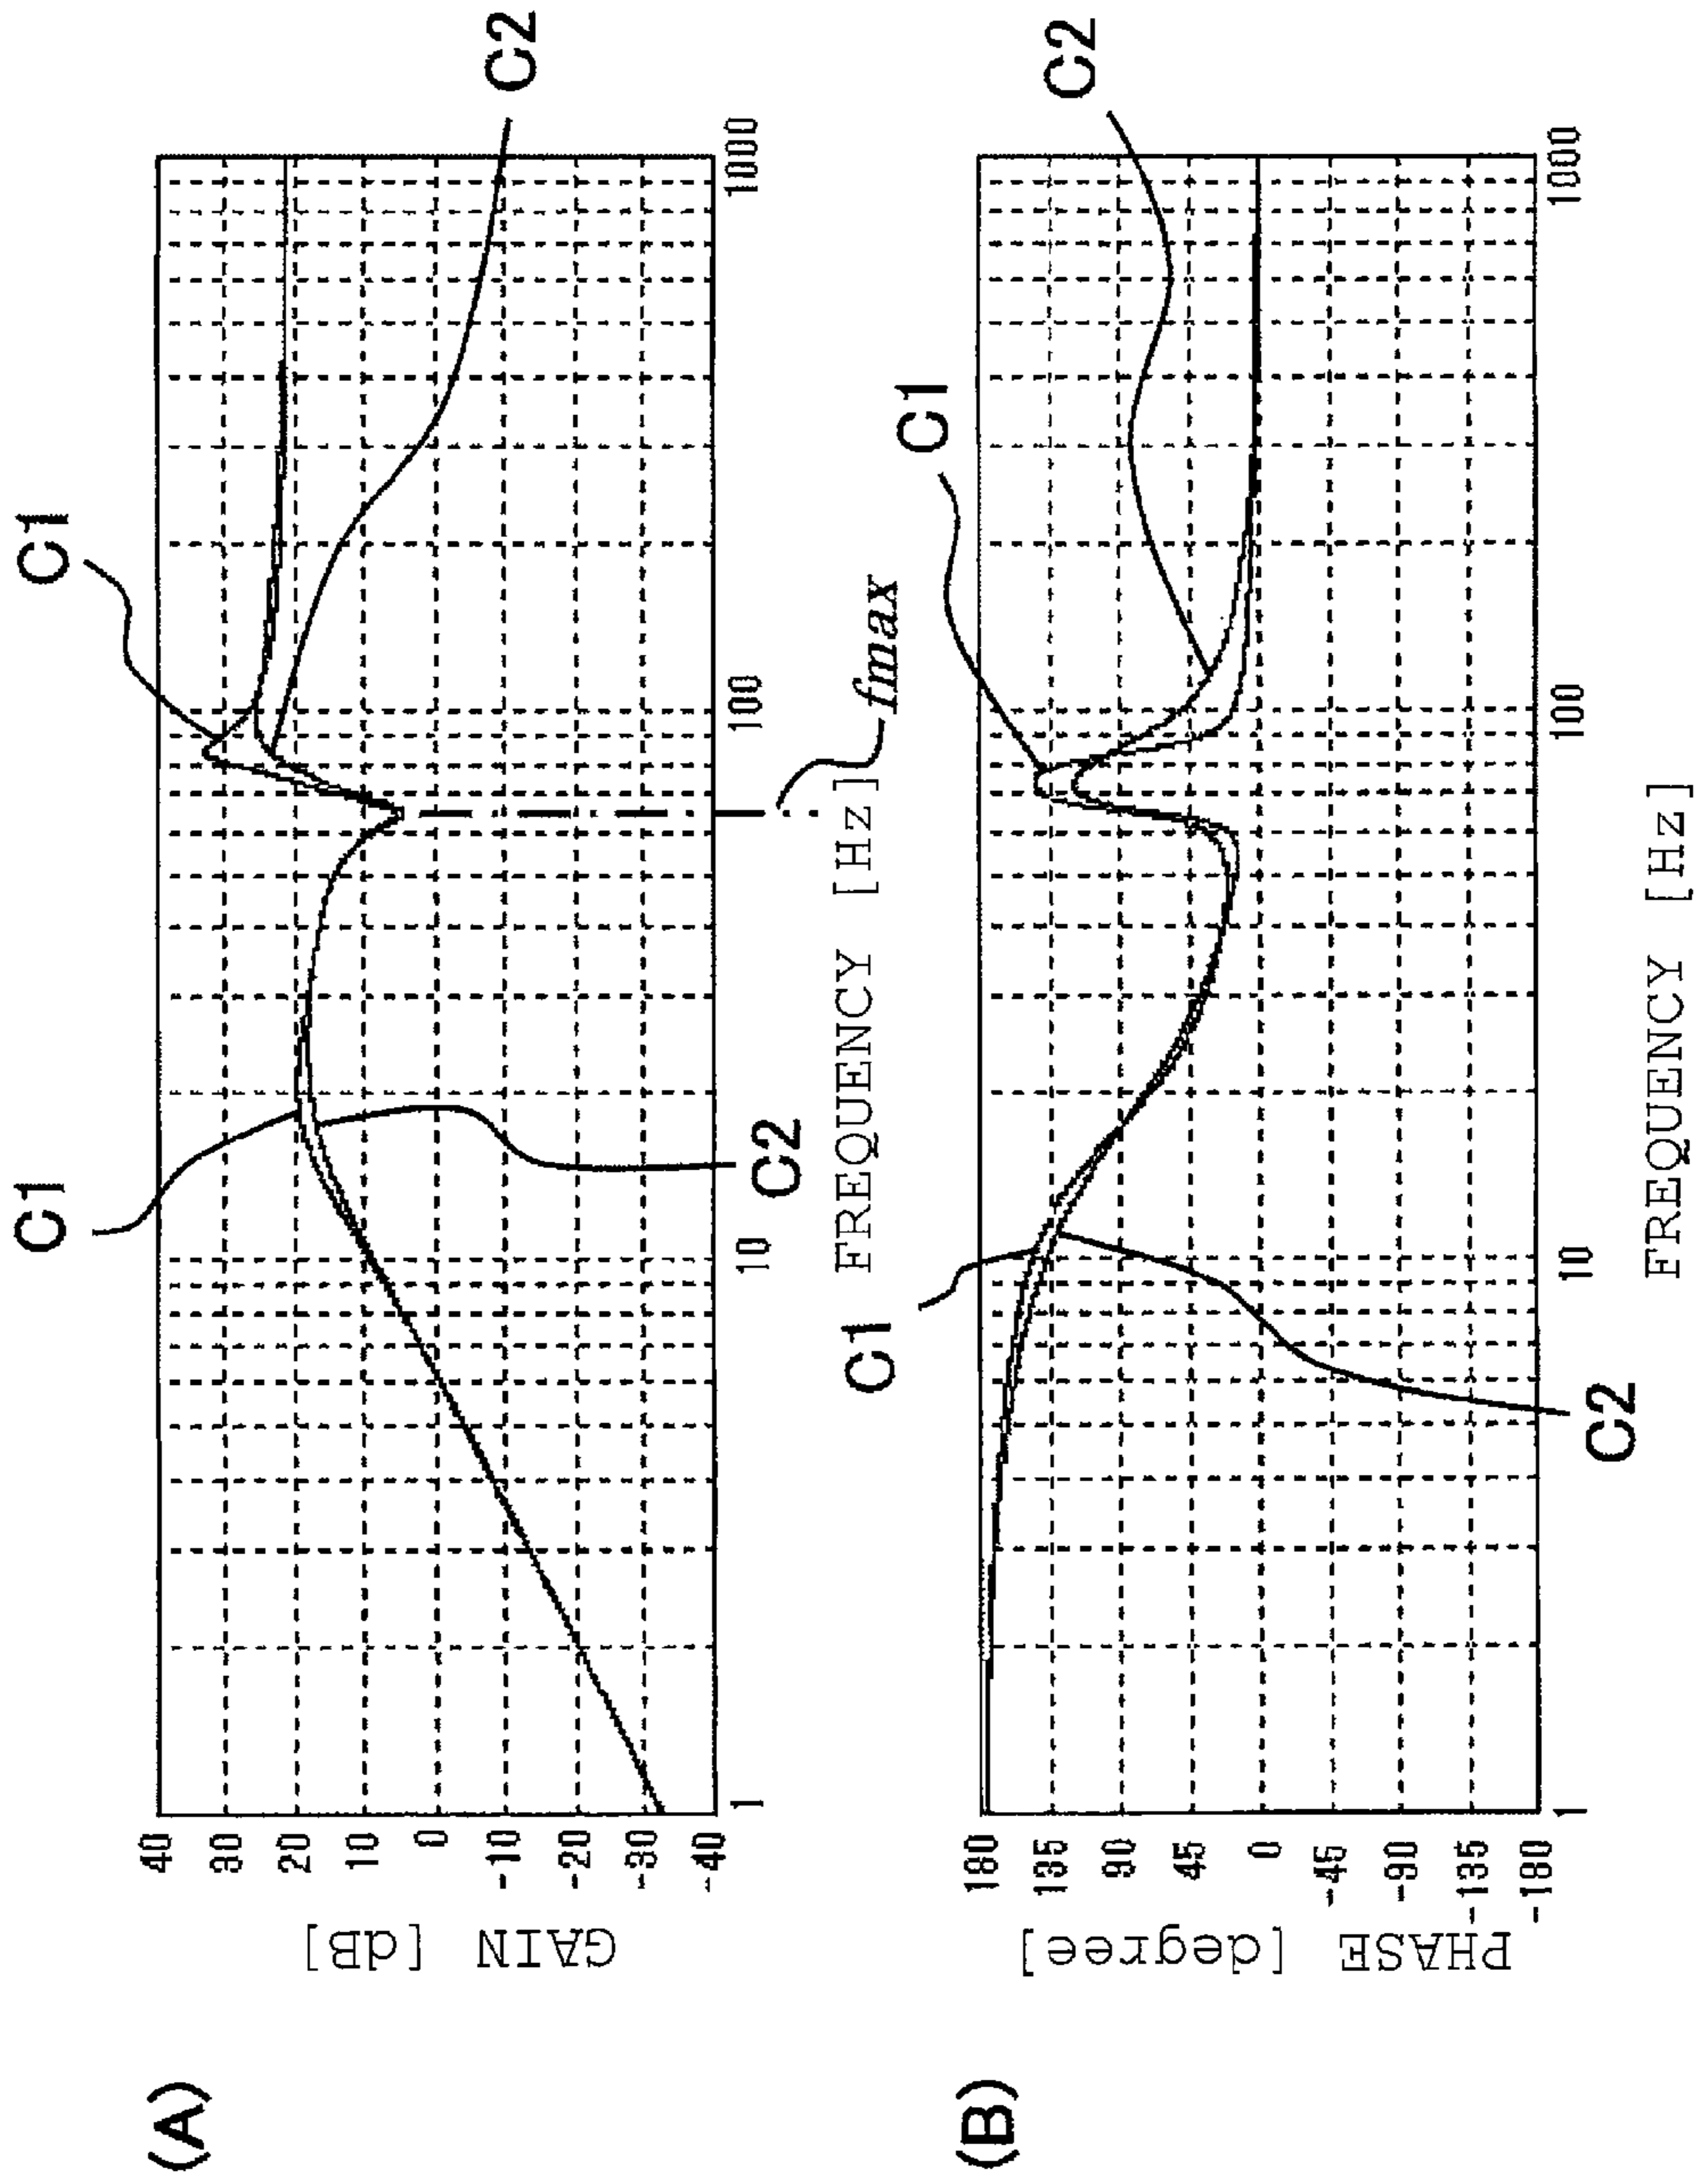 (A)
GAIN [dB]
40
30
20
10
0
-10
-20
-30
-40
C1
C2
C1
C2
1
10
100
1000
fmax
FREQUENCY [Hz]
(B)
PHASE [degree]
180
135
90
45
0
-45
-90
-135
-180
C1
C2
C1
C2
1
10
100
1000
FREQUENCY [Hz]